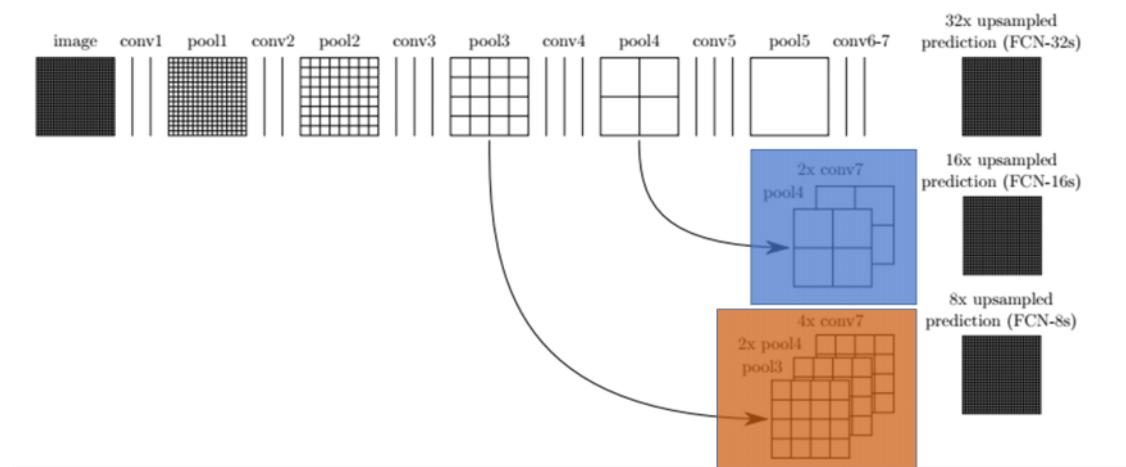 image conv1 pool1 conv2 pool2 conv3 pool3 conv4 pool4 conv5 pool5 conv6-7
32x upsampled
prediction (FCN-32s)
2x conv7
pool4
16x upsampled
prediction (FCN-16s)
4x conv7
2x pool4
pool3
8x upsampled
prediction (FCN-8s)